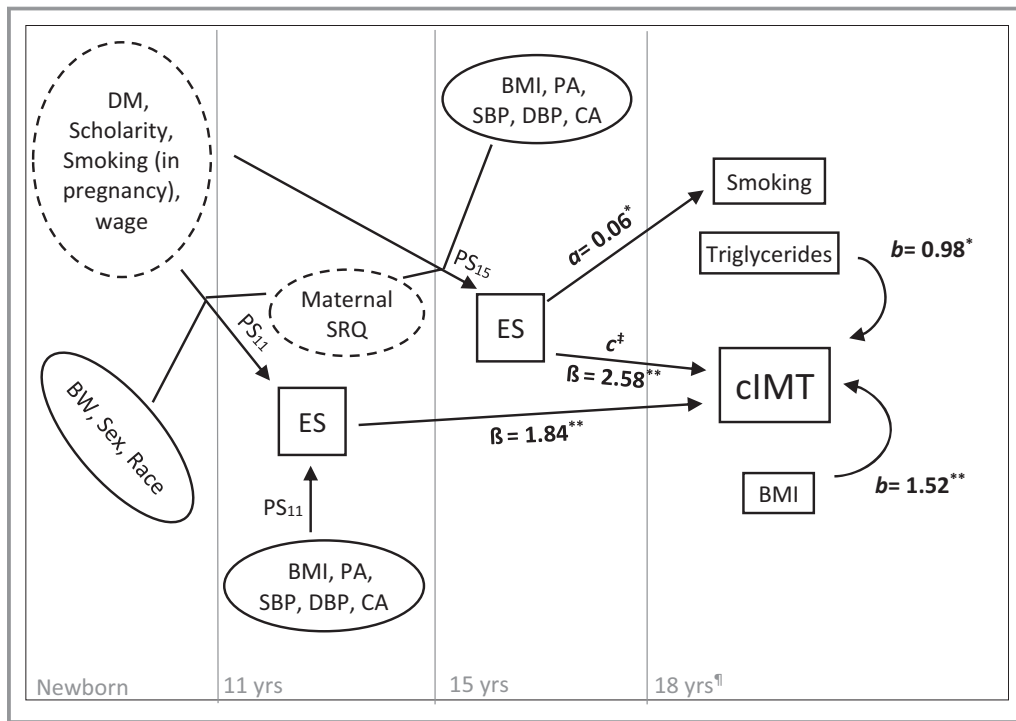 DM,
Scholarity,
Smoking (in
pregnancy),
wage
BW, Sex, Race
PS11
Maternal
SRQ
ES
PS11
BMI, PA,
SBP, DBP, CA
BMI, PA,
SBP, DBP, CA
PS15
ES
a= 0.06*
c‡
ß = 2.58**
ß = 1.84**
Smoking
Triglycerides
b= 0.98*
cIMT
BMI
b= 1.52**
Newborn
11 yrs
15 yrs
18 yrs¶